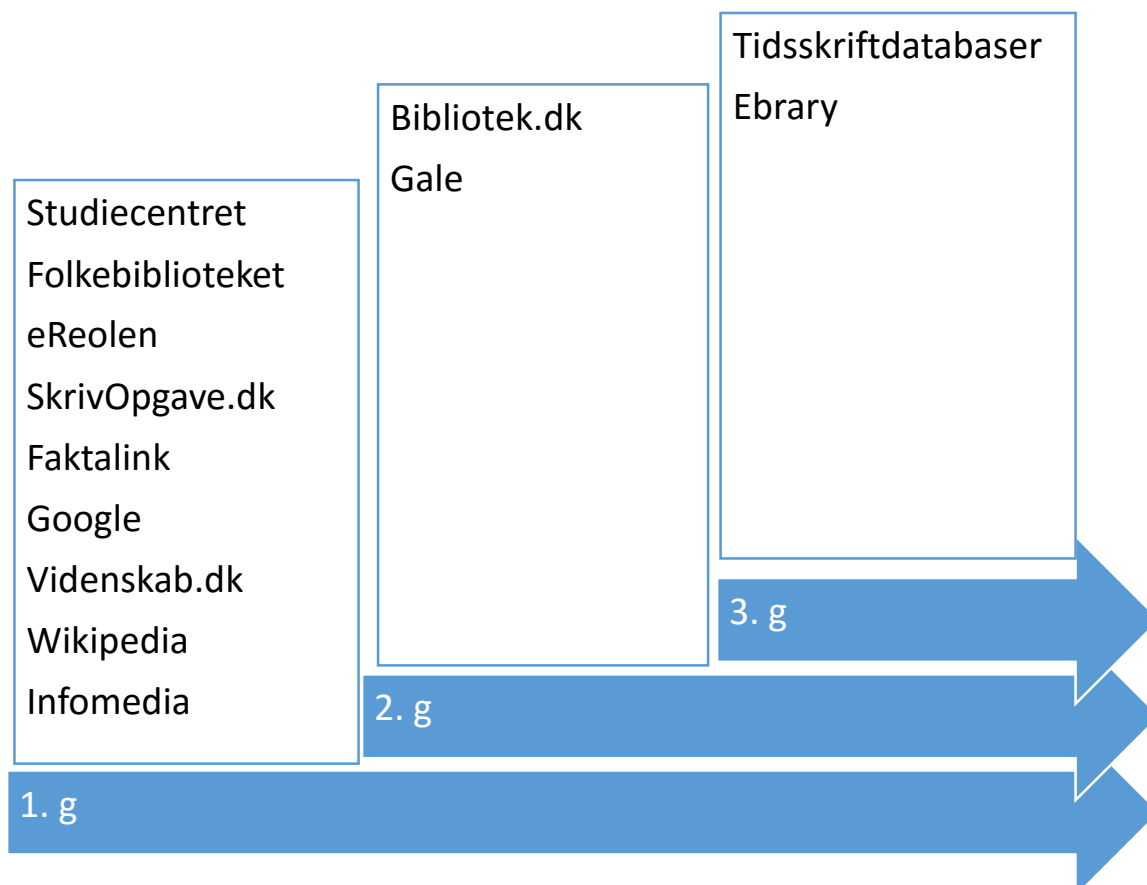 Studiecentret
Folkebiblioteket
eReolen
SkrivOpgave.dk
Faktalink
Google
Videnskab.dk
Wikipedia
Infomedia
1. g
Bibliotek.dk
Gale
2. g
Tidsskriftdatabaser
Ebrary
3. g